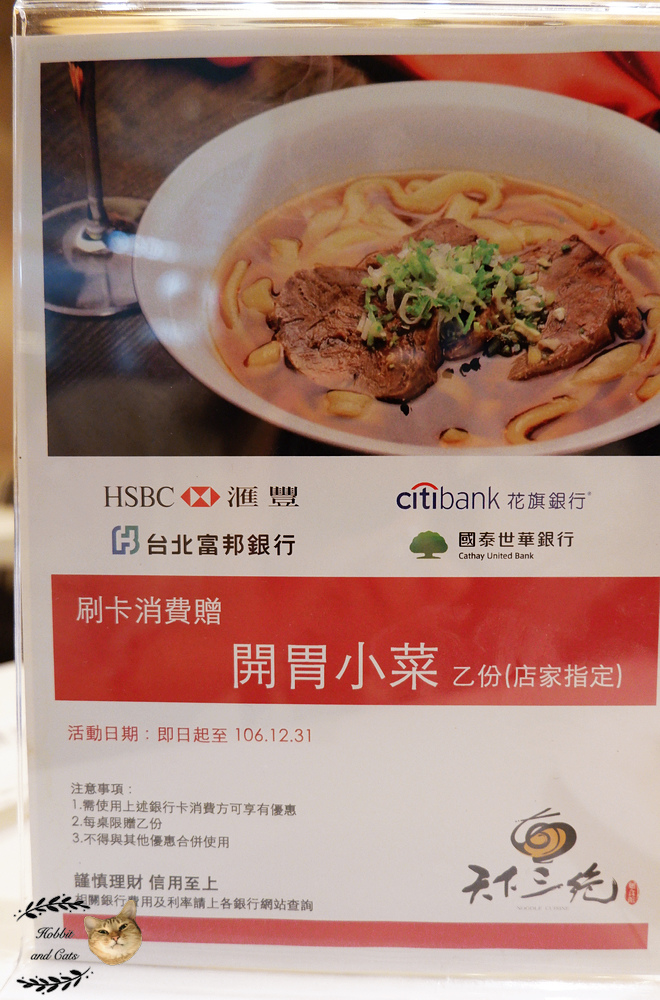 HSBC 滙豐
citibank 花旗銀行
台北富邦銀行
國泰世華銀行
Cathay United Bank
刷卡消費贈
開胃小菜 乙份(店家指定)
活動日期：即日起至 106.12.31
注意事項：
1.需使用上述銀行卡消費方可享有優惠
2.每桌限贈乙份
3.不得與其他優惠合併使用
天下三絕
謹慎理財 信用至上
相關銀行費用及利率請上各銀行網站查詢
Hobbit
and Cats